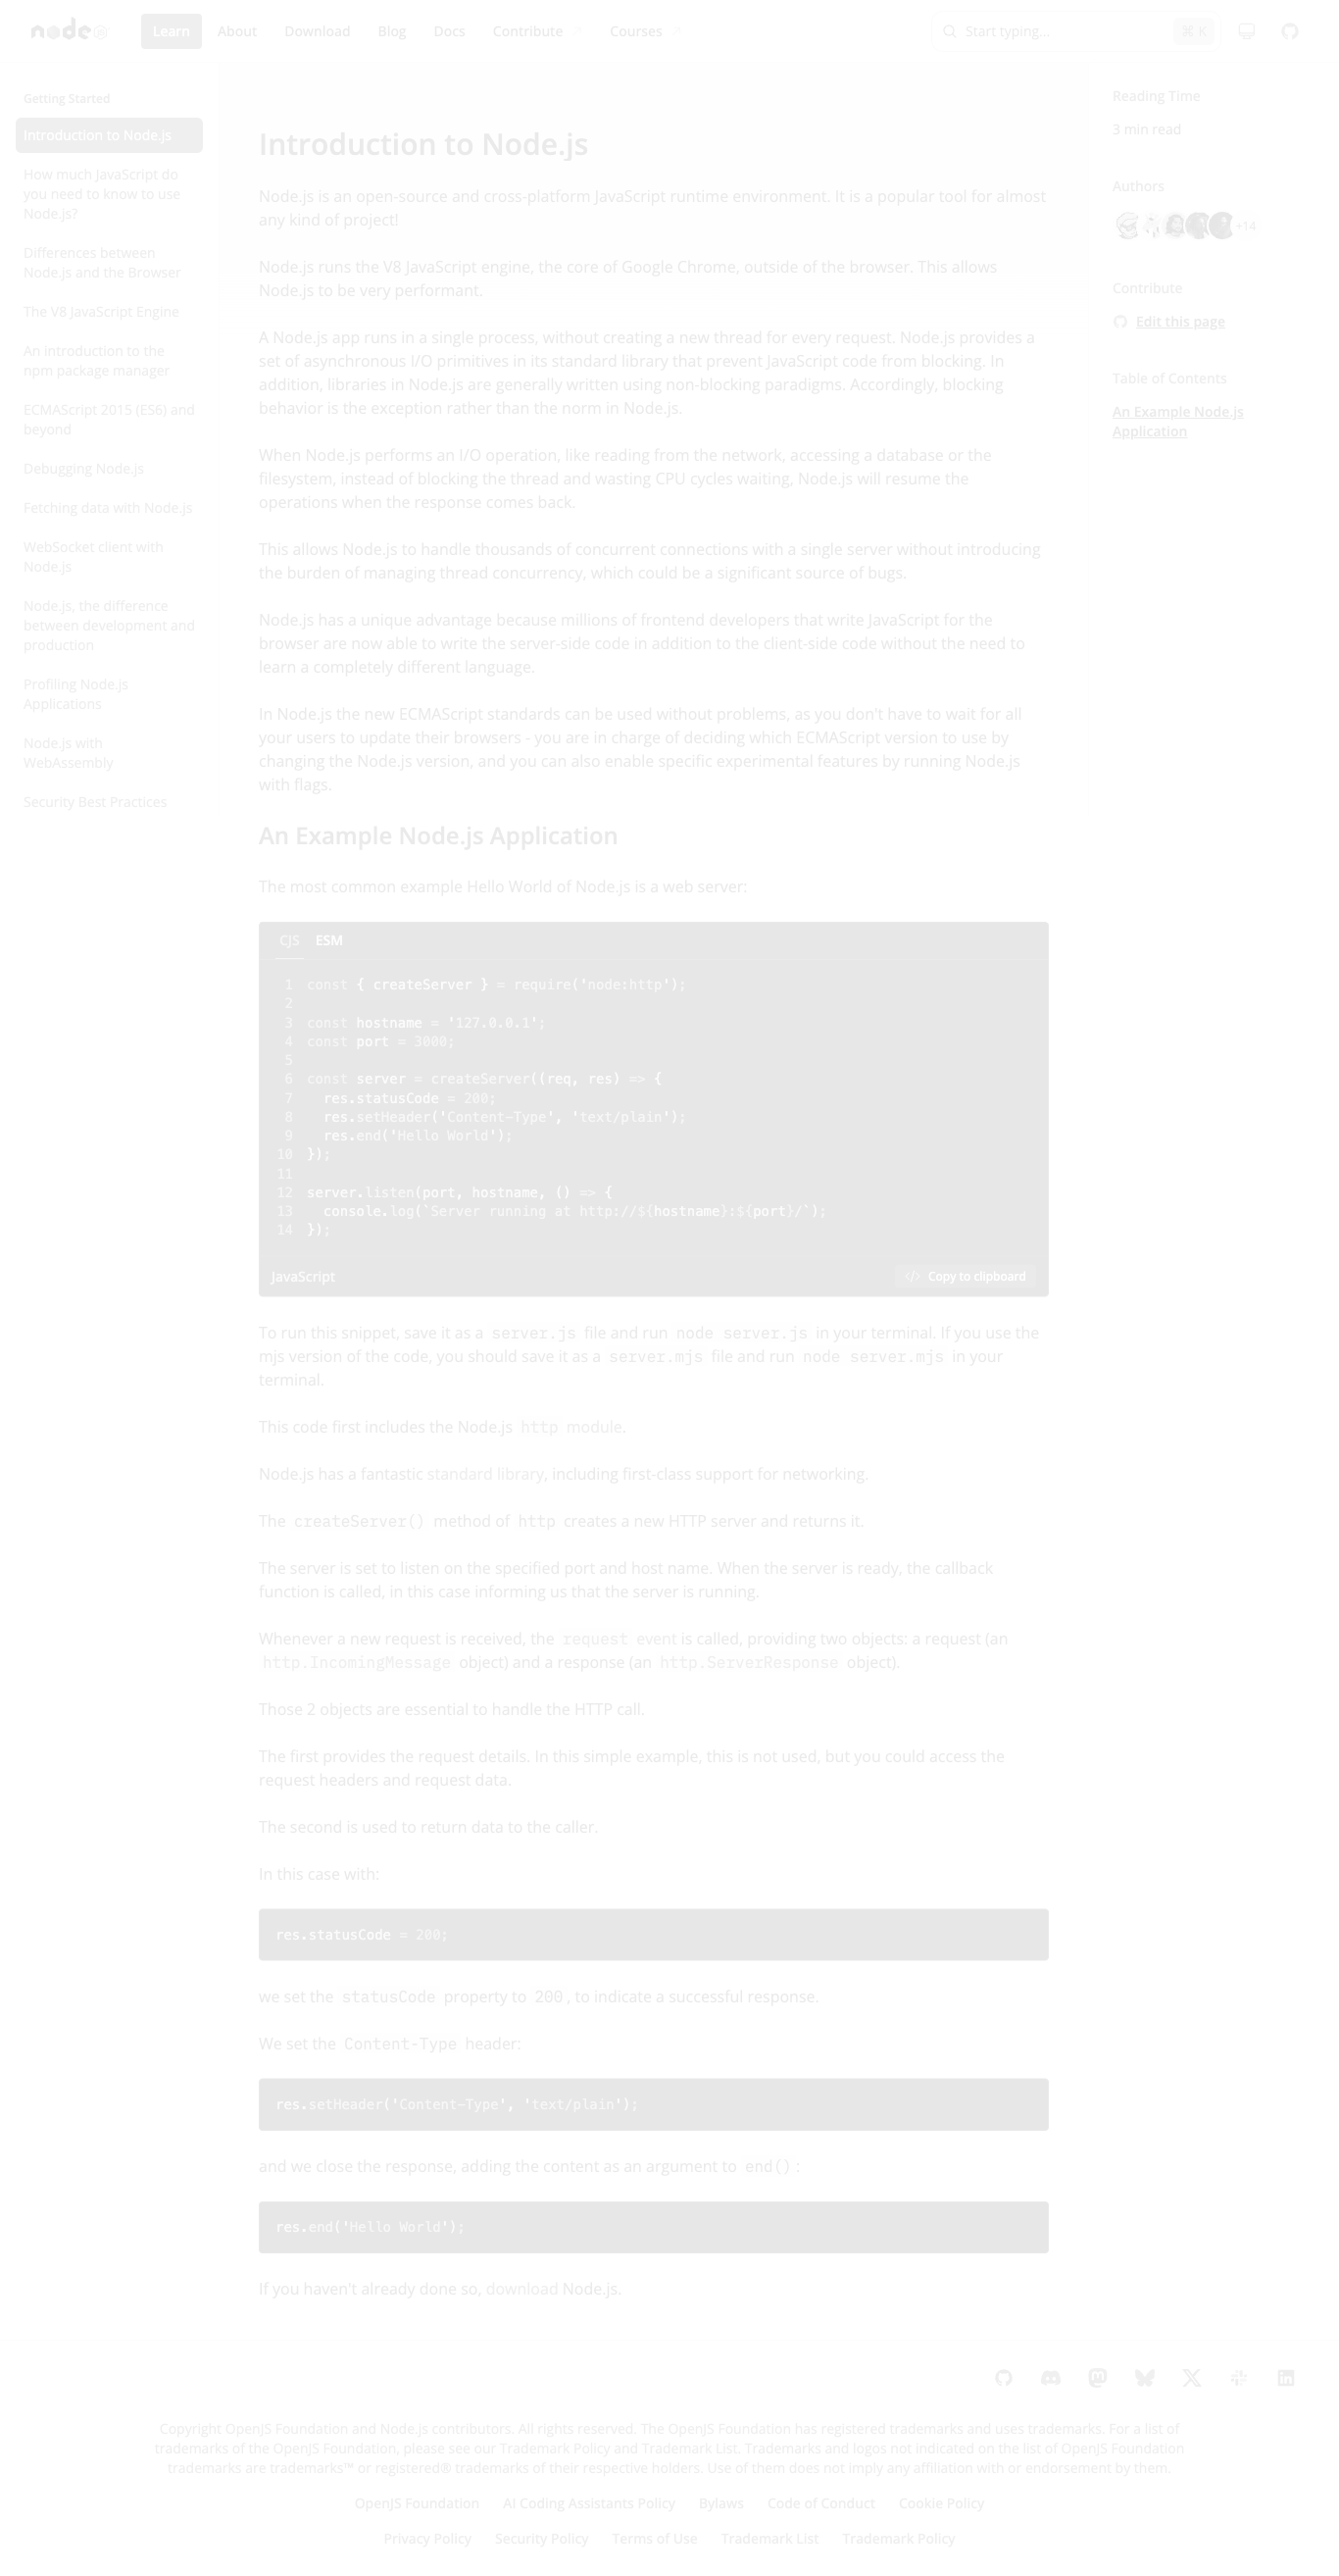 node
Learn
About
Download
Blog
Docs
Contribute
Courses
Start typing...
⌘ K
Getting Started
Introduction to Node.js
How much JavaScript do
you need to know to use
Node.js?
Differences between
Node.js and the Browser
The V8 JavaScript Engine
An introduction to the
npm package manager
ECMAScript 2015 (ES6) and
beyond
Debugging Node.js
Fetching data with Node.js
WebSocket client with
Node.js
Node.js, the difference
between development and
production
Profiling Node.js
Applications
Node.js with
WebAssembly
Security Best Practices
Introduction to Node.js
Node.js is an open-source and cross-platform JavaScript runtime environment. It is a popular tool for almost
any kind of project!
Node.js runs the V8 JavaScript engine, the core of Google Chrome, outside of the browser. This allows
Node.js to be very performant.
A Node.js app runs in a single process, without creating a new thread for every request. Node.js provides a
set of asynchronous I/O primitives in its standard library that prevent JavaScript code from blocking. In
addition, libraries in Node.js are generally written using non-blocking paradigms. Accordingly, blocking
behavior is the exception rather than the norm in Node.js.
When Node.js performs an I/O operation, like reading from the network, accessing a database or the
filesystem, instead of blocking the thread and wasting CPU cycles waiting, Node.js will resume the
operations when the response comes back.
This allows Node.js to handle thousands of concurrent connections with a single server without introducing
the burden of managing thread concurrency, which could be a significant source of bugs.
Node.js has a unique advantage because millions of frontend developers that write JavaScript for the
browser are now able to write the server-side code in addition to the client-side code without the need to
learn a completely different language.
In Node.js the new ECMAScript standards can be used without problems, as you don't have to wait for all
your users to update their browsers - you are in charge of deciding which ECMAScript version to use by
changing the Node.js version, and you can also enable specific experimental features by running Node.js
with flags.
An Example Node.js Application
The most common example Hello World of Node.js is a web server:
CJS ESM
1 const { createServer } = require('node:http');
2
3 const hostname = '127.0.0.1';
4 const port = 3000;
5
6 const server = createServer((req, res) => {
7   res.statusCode = 200;
8   res.setHeader('Content-Type', 'text/plain');
9   res.end('Hello World');
10 });
11
12 server.listen(port, hostname, () => {
13   console.log(`Server running at http://${hostname}:${port}/`);
14 });
JavaScript
Copy to clipboard
To run this snippet, save it as a server.js file and run node server.js in your terminal. If you use the
mjs version of the code, you should save it as a server.mjs file and run node server.mjs in your
terminal.
This code first includes the Node.js http module.
Node.js has a fantastic standard library, including first-class support for networking.
The createServer() method of http creates a new HTTP server and returns it.
The server is set to listen on the specified port and host name. When the server is ready, the callback
function is called, in this case informing us that the server is running.
Whenever a new request is received, the request event is called, providing two objects: a request (an
http.IncomingMessage object) and a response (an http.ServerResponse object).
Those 2 objects are essential to handle the HTTP call.
The first provides the request details. In this simple example, this is not used, but you could access the
request headers and request data.
The second is used to return data to the caller.
In this case with:
res.statusCode = 200;
we set the statusCode property to 200, to indicate a successful response.
We set the Content-Type header:
res.setHeader('Content-Type', 'text/plain');
and we close the response, adding the content as an argument to end():
res.end('Hello World');
If you haven't already done so, download Node.js.
Reading Time
3 min read
Authors
+14
Contribute
Edit this page
Table of Contents
An Example Node.js
Application
Copyright OpenJS Foundation and Node.js contributors. All rights reserved. The OpenJS Foundation has registered trademarks and uses trademarks. For a list of
trademarks of the OpenJS Foundation, please see our Trademark Policy and Trademark List. Trademarks and logos not indicated on the list of OpenJS Foundation
trademarks are trademarks™ or registered® trademarks of their respective holders. Use of them does not imply any affiliation with or endorsement by them.
OpenJS Foundation
AI Coding Assistants Policy
Bylaws
Code of Conduct
Cookie Policy
Privacy Policy
Security Policy
Terms of Use
Trademark List
Trademark Policy